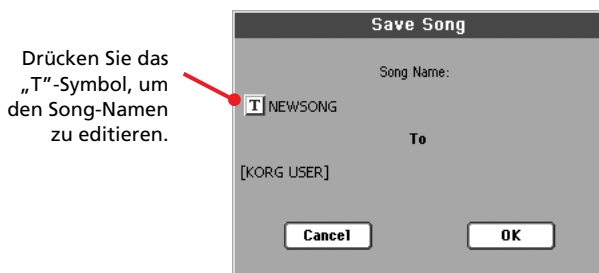 Save Song
Drücken Sie das
„T"-Symbol, um
den Song-Namen
zu editieren.
Song Name:
T NEWSONG
To
[KORG USER]
Cancel
OK